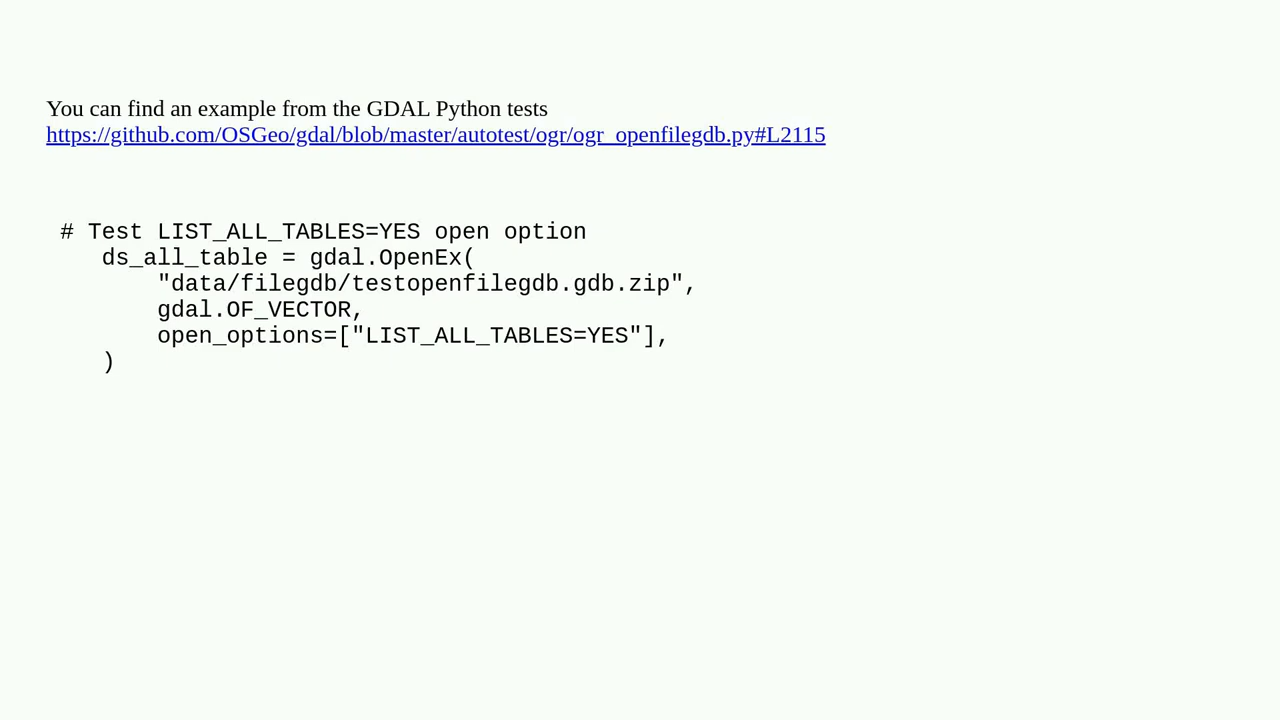 You can find an example from the GDAL Python tests
https://github.com/OSGeo/gdal/blob/master/autotest/ogr/ogr_openfilegdb.py#L2115
# Test LIST_ALL_TABLES=YES open option
   ds_all_table = gdal.OpenEx(
       "data/filegdb/testopenfilegdb.gdb.zip",
       gdal.OF_VECTOR,
       open_options=["LIST_ALL_TABLES=YES"],
   )